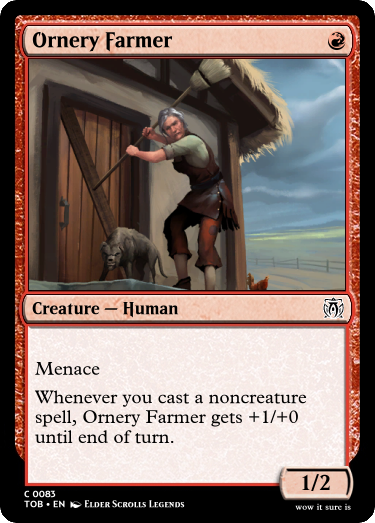 Ornery Farmer
Creature — Human
Menace
Whenever you cast a noncreature
spell, Ornery Farmer gets +1/+0
until end of turn.
1/2
C 0083
TOB • EN Elder Scrolls Legends
wow it sure is